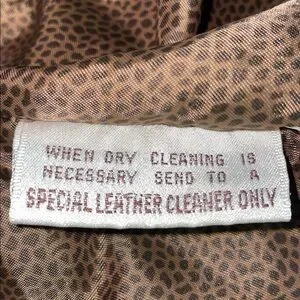 WHEN DRY CLEANING IS
NECESSARY SEND TO A
SPECIAL LEATHER CLEANER ONLY